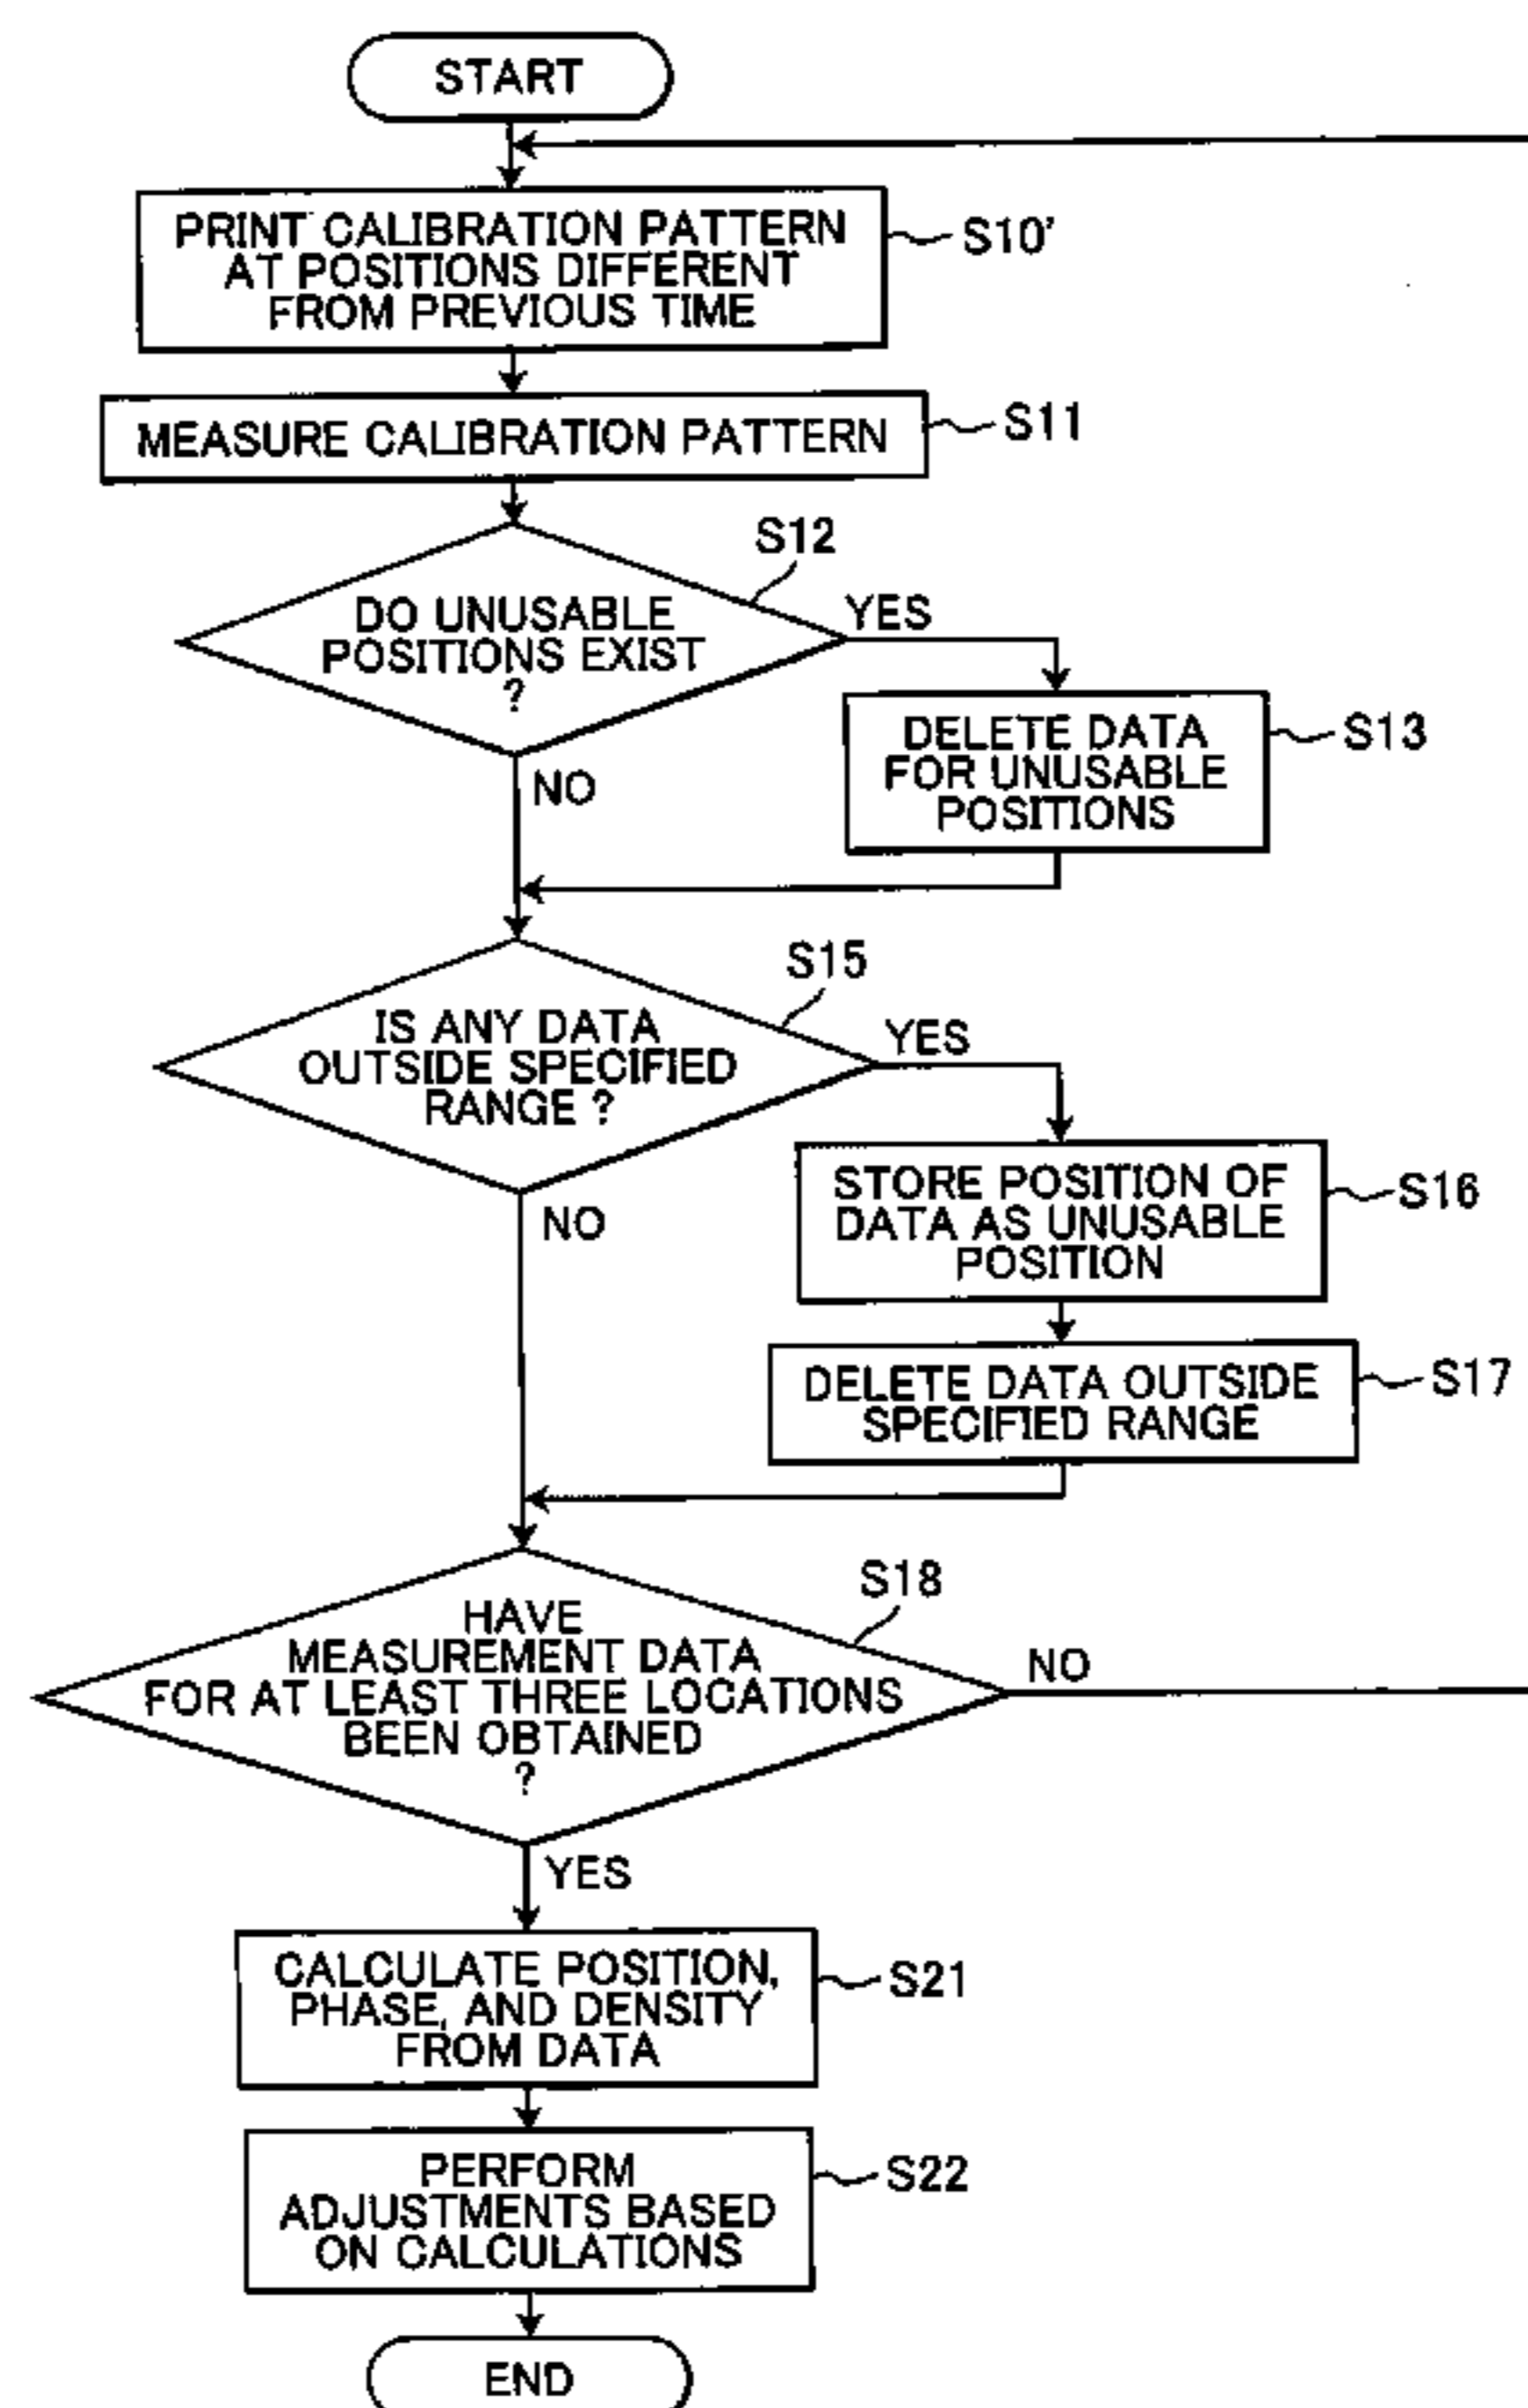 START
PRINT CALIBRATION PATTERN
AT POSITIONS DIFFERENT
FROM PREVIOUS TIME
S10'
MEASURE CALIBRATION PATTERN
S11
S12
DO UNUSABLE
POSITIONS EXIST
?
YES
NO
DELETE DATA
FOR UNUSABLE
POSITIONS
S13
S15
IS ANY DATA
OUTSIDE SPECIFIED
RANGE ?
YES
NO
STORE POSITION OF
DATA AS UNUSABLE
POSITION
S16
DELETE DATA OUTSIDE
SPECIFIED RANGE
S17
S18
HAVE
MEASUREMENT DATA
FOR AT LEAST THREE LOCATIONS
BEEN OBTAINED
?
NO
YES
CALCULATE POSITION,
PHASE, AND DENSITY
FROM DATA
S21
PERFORM
ADJUSTMENTS BASED
ON CALCULATIONS
S22
END